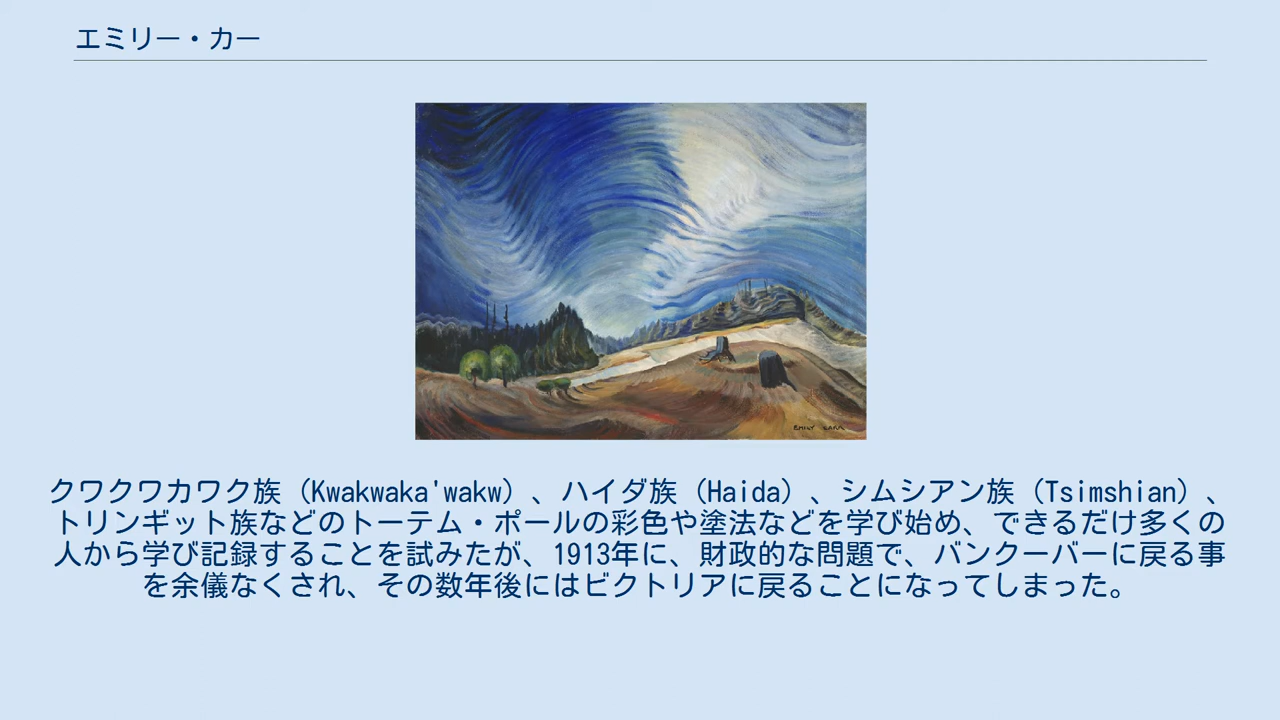 エミリー・カー
EMILY CARR
クワクワカワク族（Kwakwaka'wakw）、ハイダ族（Haida）、シムシアン族（Tsimshian）、
トリンギット族などのトーテム・ポールの彩色や塗法などを学び始め、できるだけ多くの
人から学び記録することを試みたが、1913年に、財政的な問題で、バンクーバーに戻る事
を余儀なくされ、その数年後にはビクトリアに戻ることになってしまった。